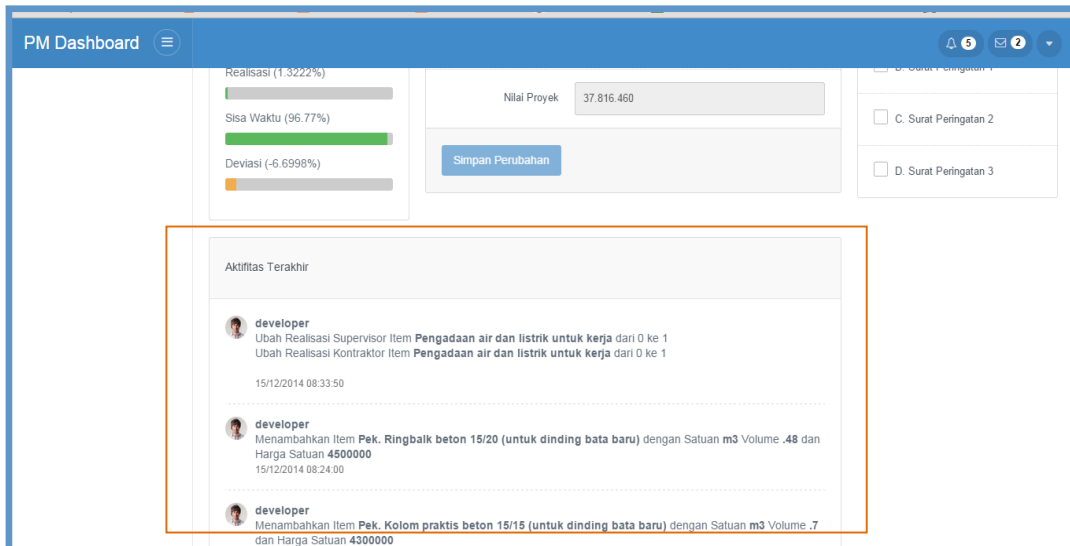 PM Dashboard
5
2
Realisasi (1.3222%)
Sisa Waktu (96.77%)
Deviasi (-6.6998%)
Nilai Proyek
37.816.460
Simpan Perubahan
B. Surat Peringatan 1
C. Surat Peringatan 2
D. Surat Peringatan 3
Aktifitas Terakhir
developer
Ubah Realisasi Supervisor Item Pengadaan air dan listrik untuk kerja dari 0 ke 1
Ubah Realisasi Kontraktor Item Pengadaan air dan listrik untuk kerja dari 0 ke 1
15/12/2014 08:33:50
developer
Menambahkan Item Pek. Ringbalk beton 15/20 (untuk dinding bata baru) dengan Satuan m3 Volume .48 dan
Harga Satuan 4500000
15/12/2014 08:24:00
developer
Menambahkan Item Pek. Kolom praktis beton 15/15 (untuk dinding bata baru) dengan Satuan m3 Volume .7
dan Harga Satuan 4300000